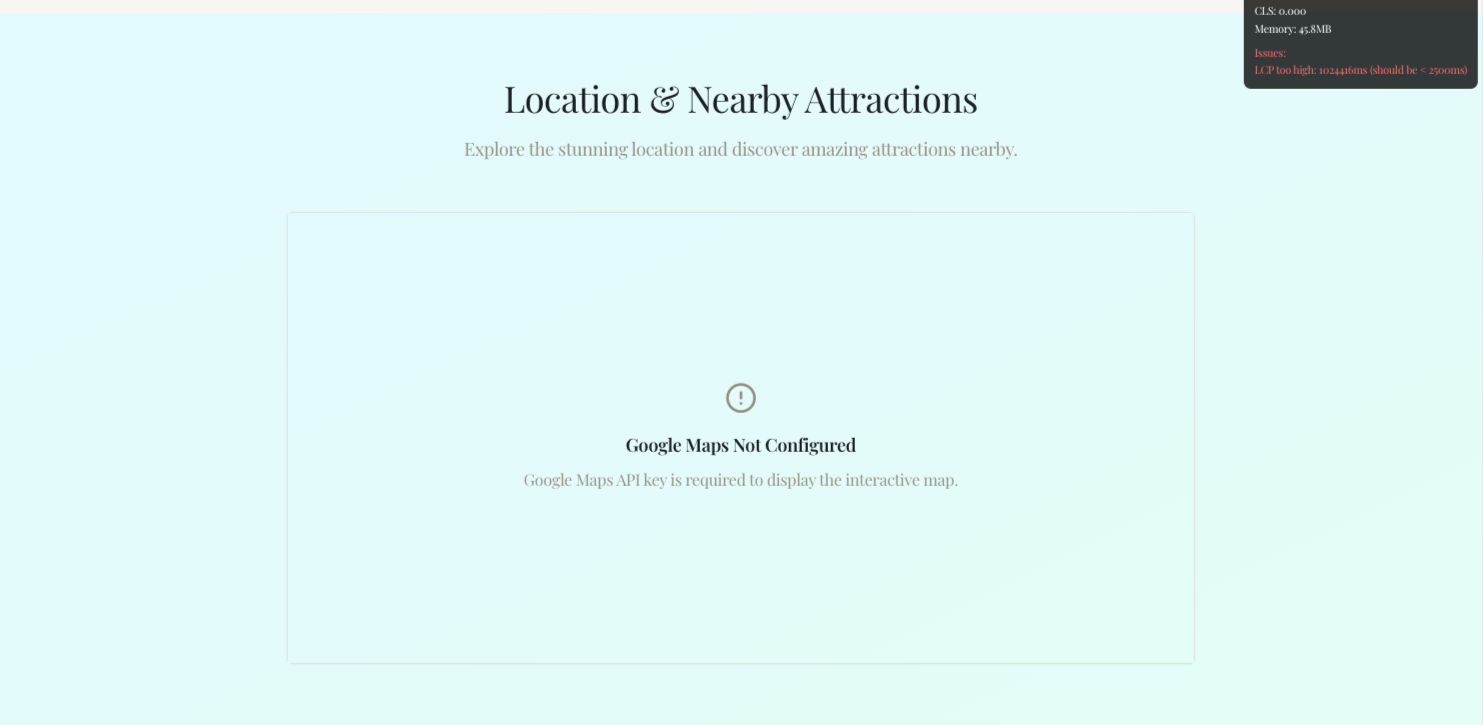 CLS: 0.000
Memory: 45.8MB
Issues:
LCP too high: 1024416ms (should be < 2500ms)
Location & Nearby Attractions
Explore the stunning location and discover amazing attractions nearby.
Google Maps Not Configured
Google Maps API key is required to display the interactive map.